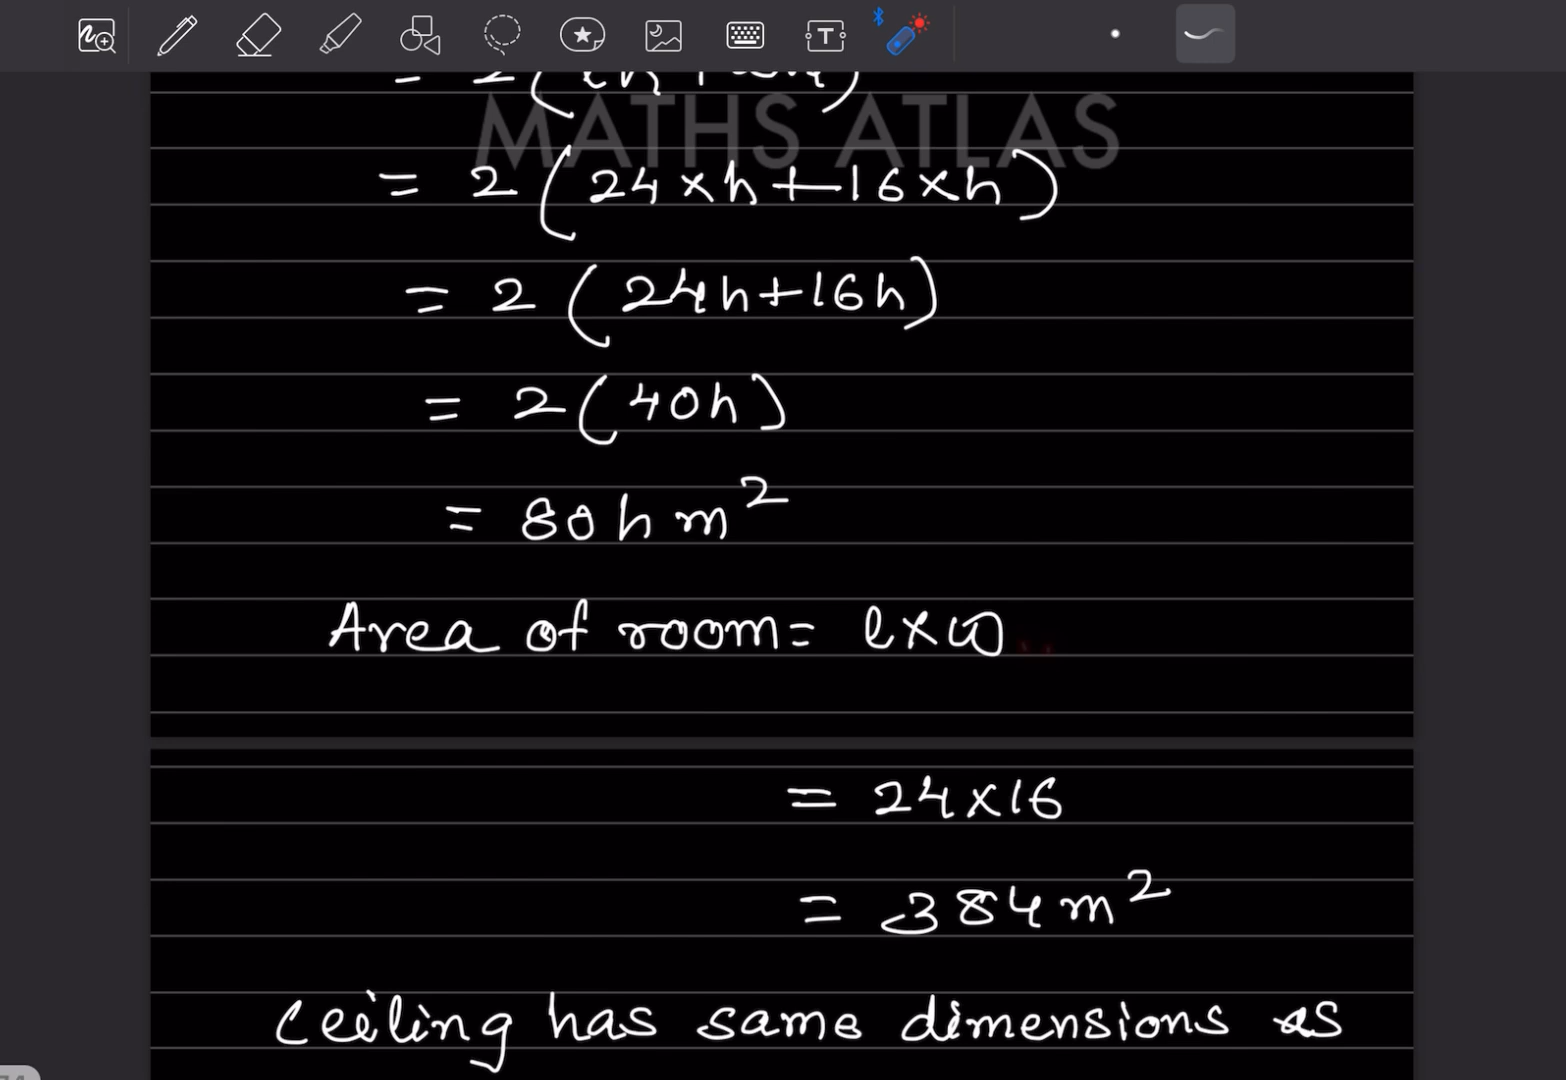 MATHS ATLAS
= 2 (24 × h + 16 × h)
= 2 (24h + 16h)
= 2 (40h)
= 80h m²
Area of room = l × w
= 24 × 16
= 384 m²
Ceiling has same dimensions as